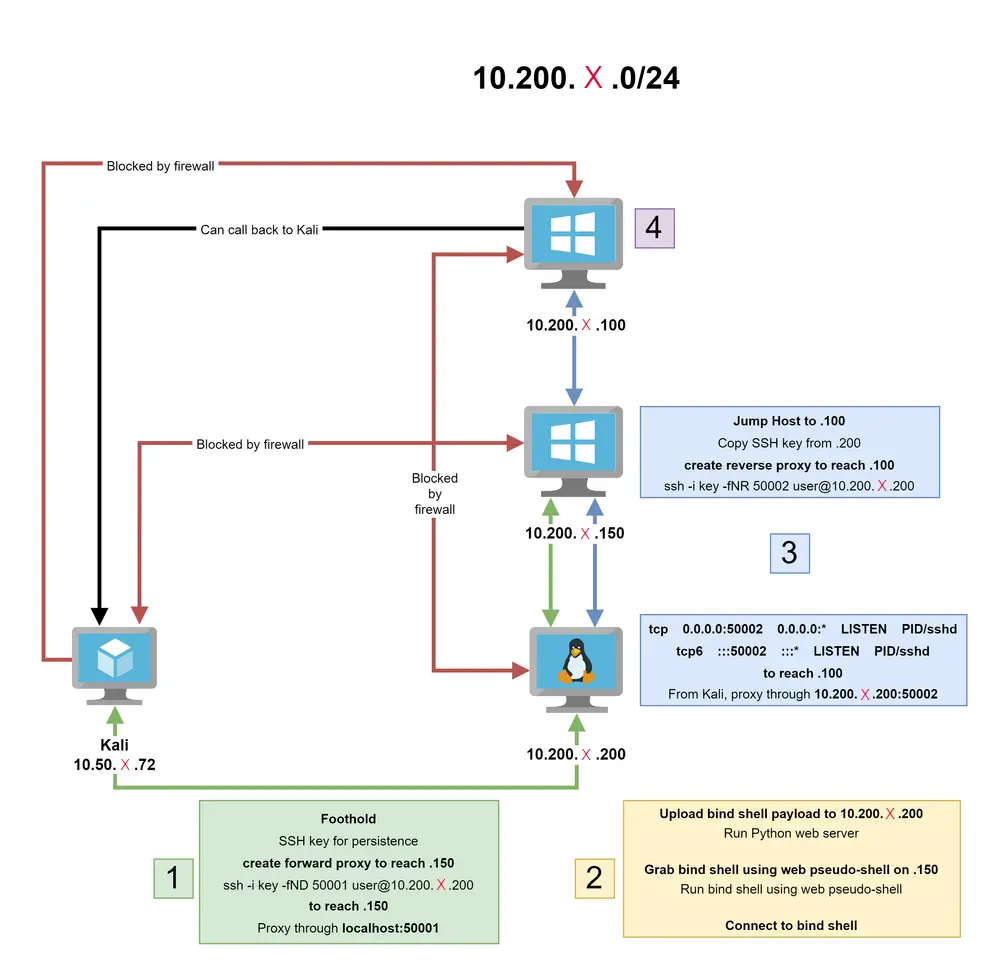 10.200. X .0/24
Blocked by firewall
Can call back to Kali
4
10.200. X .100
Blocked by firewall
Blocked
by
firewall
Jump Host to .100
Copy SSH key from .200
create reverse proxy to reach .100
ssh -i key -fNR 50002 user@10.200. X .200
10.200. X .150
3
tcp 0.0.0.0:50002 0.0.0.0:* LISTEN PID/sshd
tcp6 :::50002 :::* LISTEN PID/sshd
to reach .100
From Kali, proxy through 10.200. X .200:50002
Kali
10.50. X .72
10.200. X .200
1
Foothold
SSH key for persistence
create forward proxy to reach .150
ssh -i key -fND 50001 user@10.200. X .200
to reach .150
Proxy through localhost:50001
2
Upload bind shell payload to 10.200. X .200
Run Python web server
Grab bind shell using web pseudo-shell on .150
Run bind shell using web pseudo-shell
Connect to bind shell